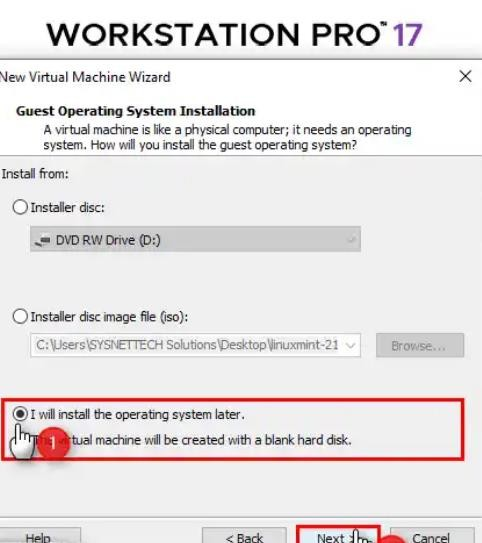 WORKSTATION PRO™ 17
New Virtual Machine Wizard
Guest Operating System Installation
A virtual machine is like a physical computer; it needs an operating
system. How will you install the guest operating system?
Install from:
Installer disc:
DVD RW Drive (D:)
Installer disc image file (iso):
C:\Users\SYSNETTECH Solutions\Desktop\linuxmint-21
Browse...
I will install the operating system later.
1
virtual machine will be created with a blank hard disk.
Help
< Back
Next >
Cancel